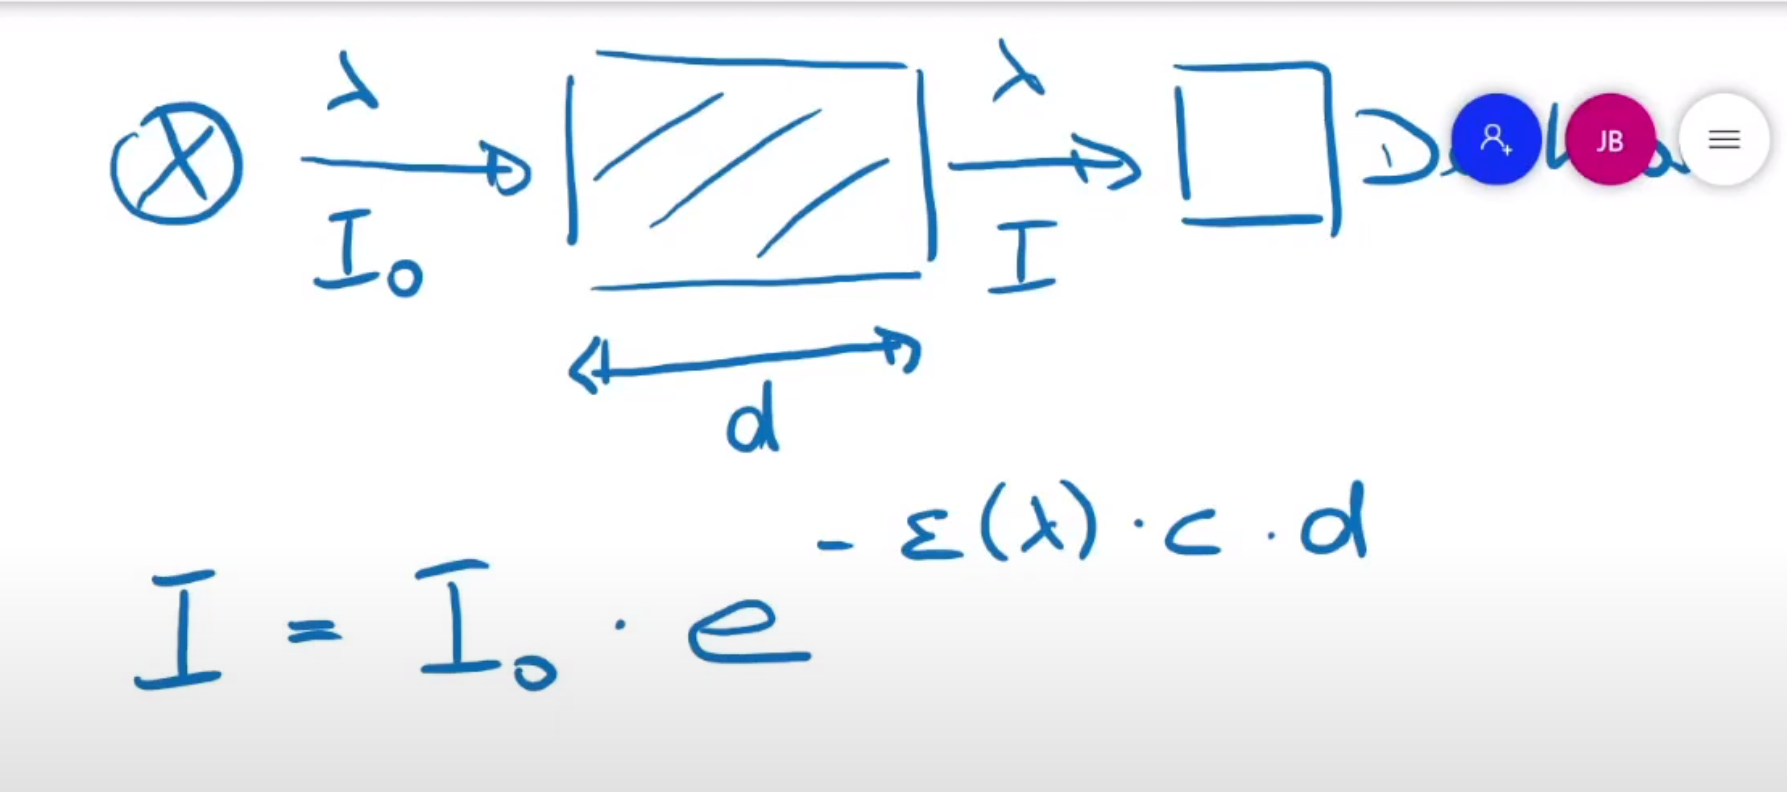 λ λ
I₀ I
JB
d
I = I₀ · e^{- ε(λ) · c · d}